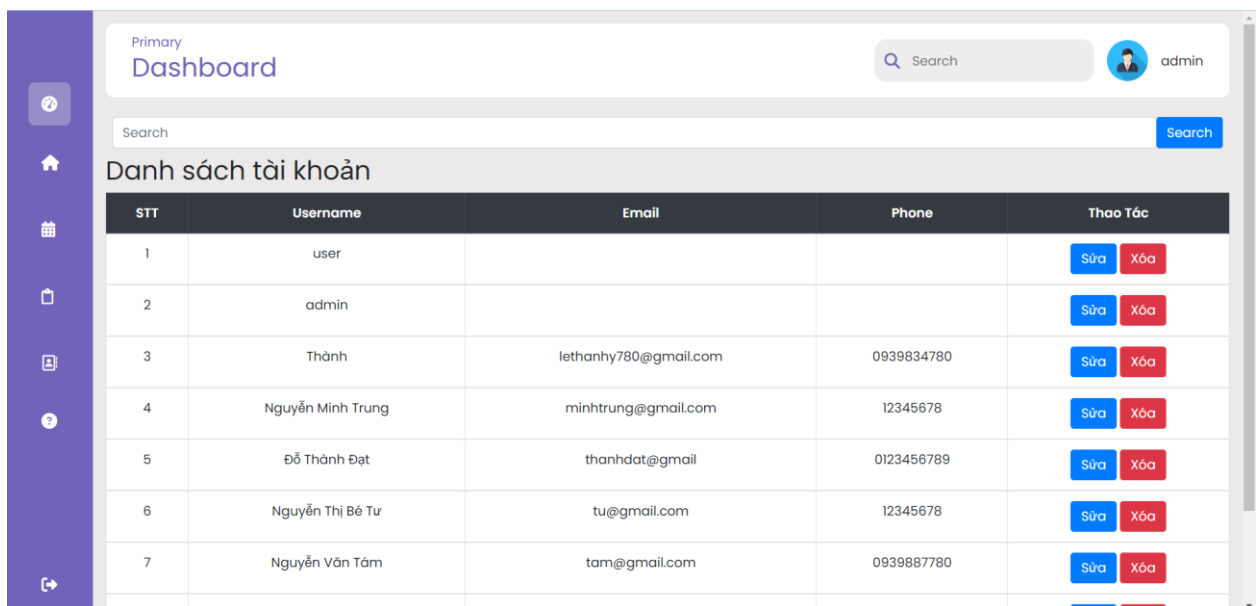 Primary
Dashboard
Search
admin
Search
Search
Danh sách tài khoản
STT Username Email Phone Thao Tác
1 user Sửa Xóa
2 admin Sửa Xóa
3 Thành lethanhy780@gmail.com 0939834780 Sửa Xóa
4 Nguyễn Minh Trung minhtrung@gmail.com 12345678 Sửa Xóa
5 Đỗ Thành Đạt thanhdat@gmail 0123456789 Sửa Xóa
6 Nguyễn Thị Bé Tư tu@gmail.com 12345678 Sửa Xóa
7 Nguyễn Văn Tám tam@gmail.com 0939887780 Sửa Xóa